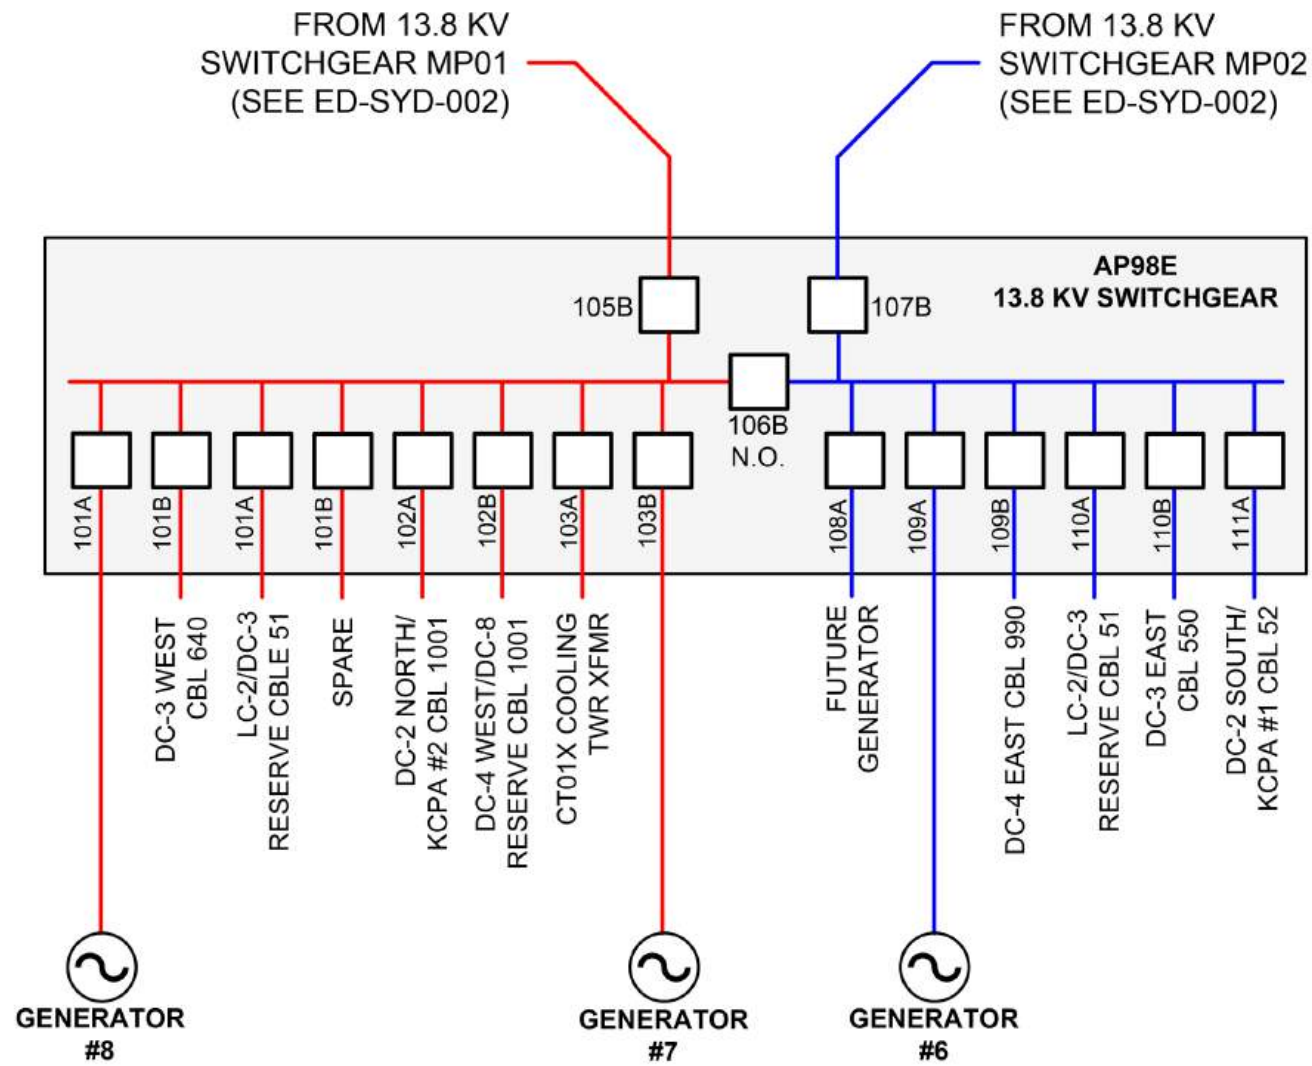 FROM 13.8 KV
SWITCHGEAR MP01
(SEE ED-SYD-002)
FROM 13.8 KV
SWITCHGEAR MP02
(SEE ED-SYD-002)
AP98E
13.8 KV SWITCHGEAR
105B
107B
106B
N.O.
101A
101B
101A
101B
102A
102B
103A
103B
108A
109A
109B
110A
110B
111A
DC-3 WEST
CBL 640
LC-2/DC-3
RESERVE CBLE 51
SPARE
DC-2 NORTH/
KCPA #2 CBL 1001
DC-4 WEST/DC-8
RESERVE CBL 1001
CT01X COOLING
TWR XFMR
FUTURE
GENERATOR
DC-4 EAST CBL 990
LC-2/DC-3
RESERVE CBL 51
DC-3 EAST
CBL 550
DC-2 SOUTH/
KCPA #1 CBL 52
GENERATOR
#8
GENERATOR
#7
GENERATOR
#6